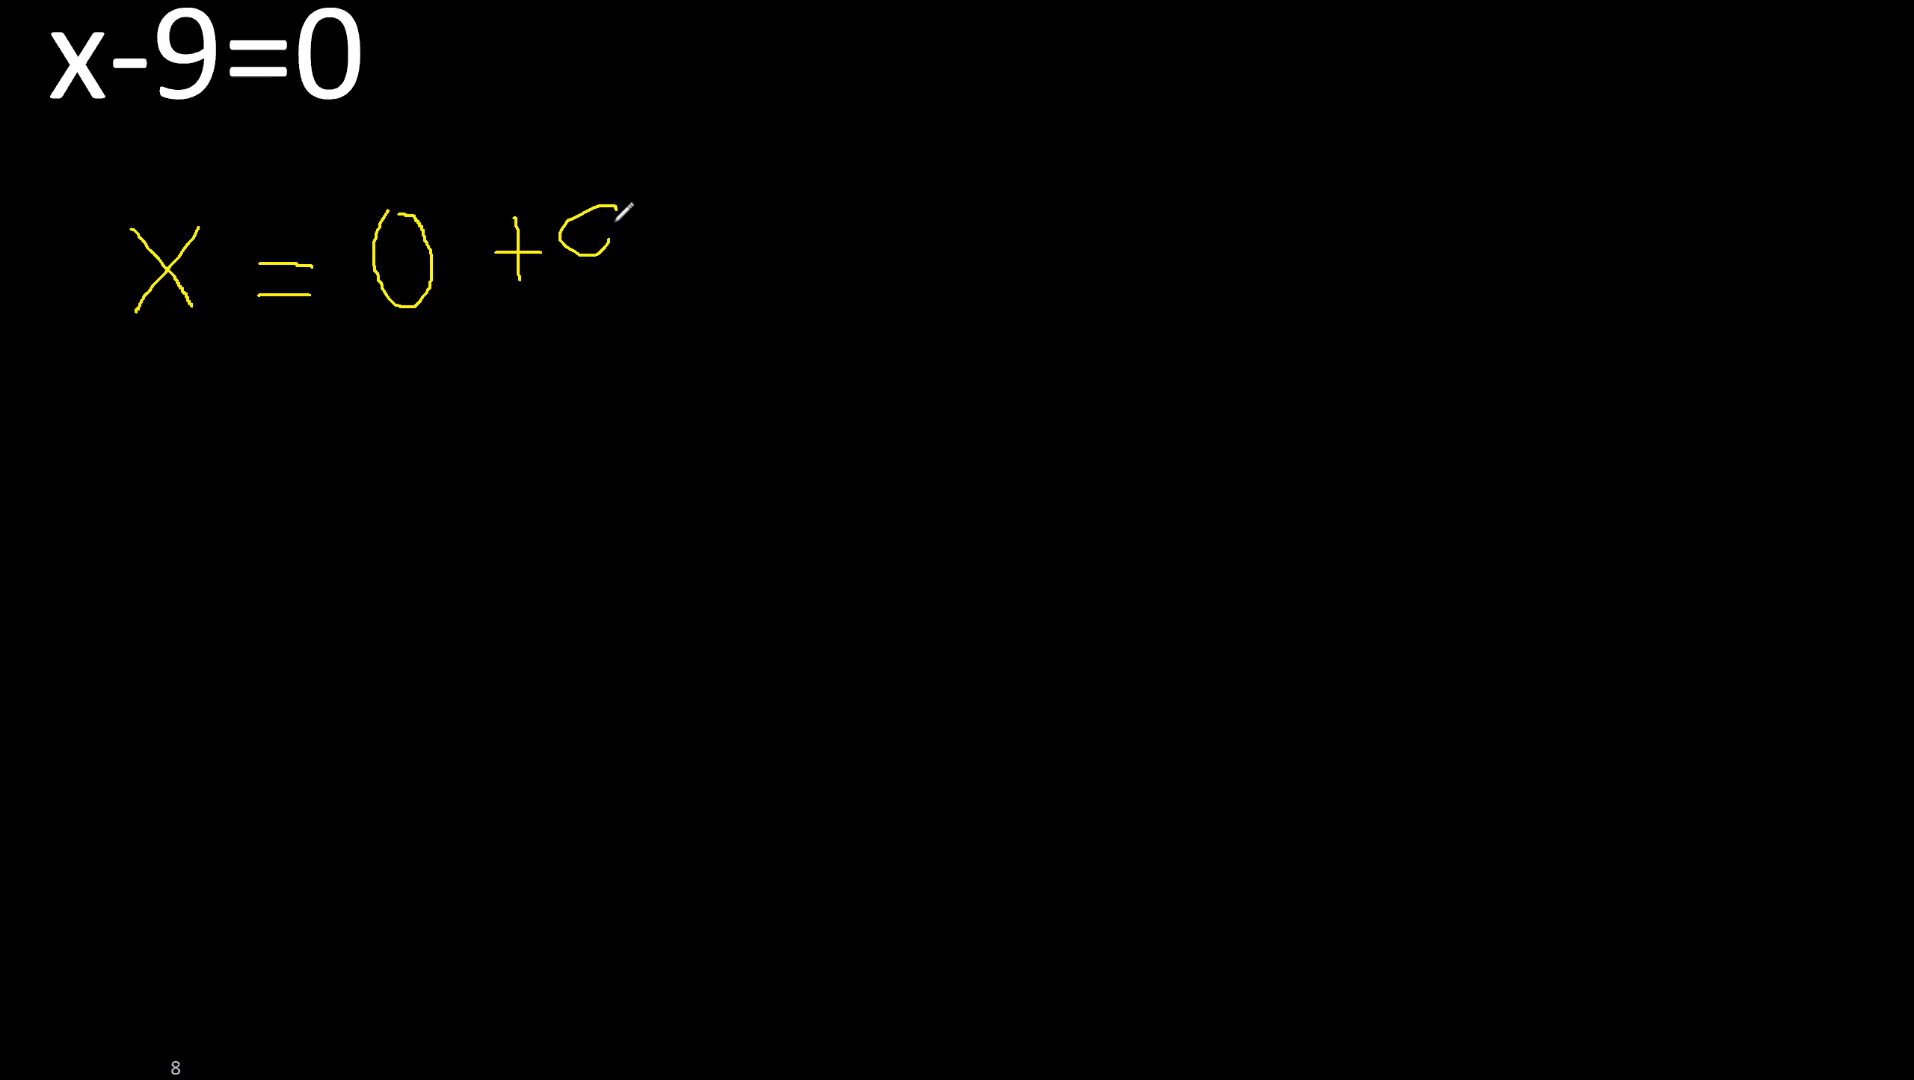 x-9=0
X = 0 +
8